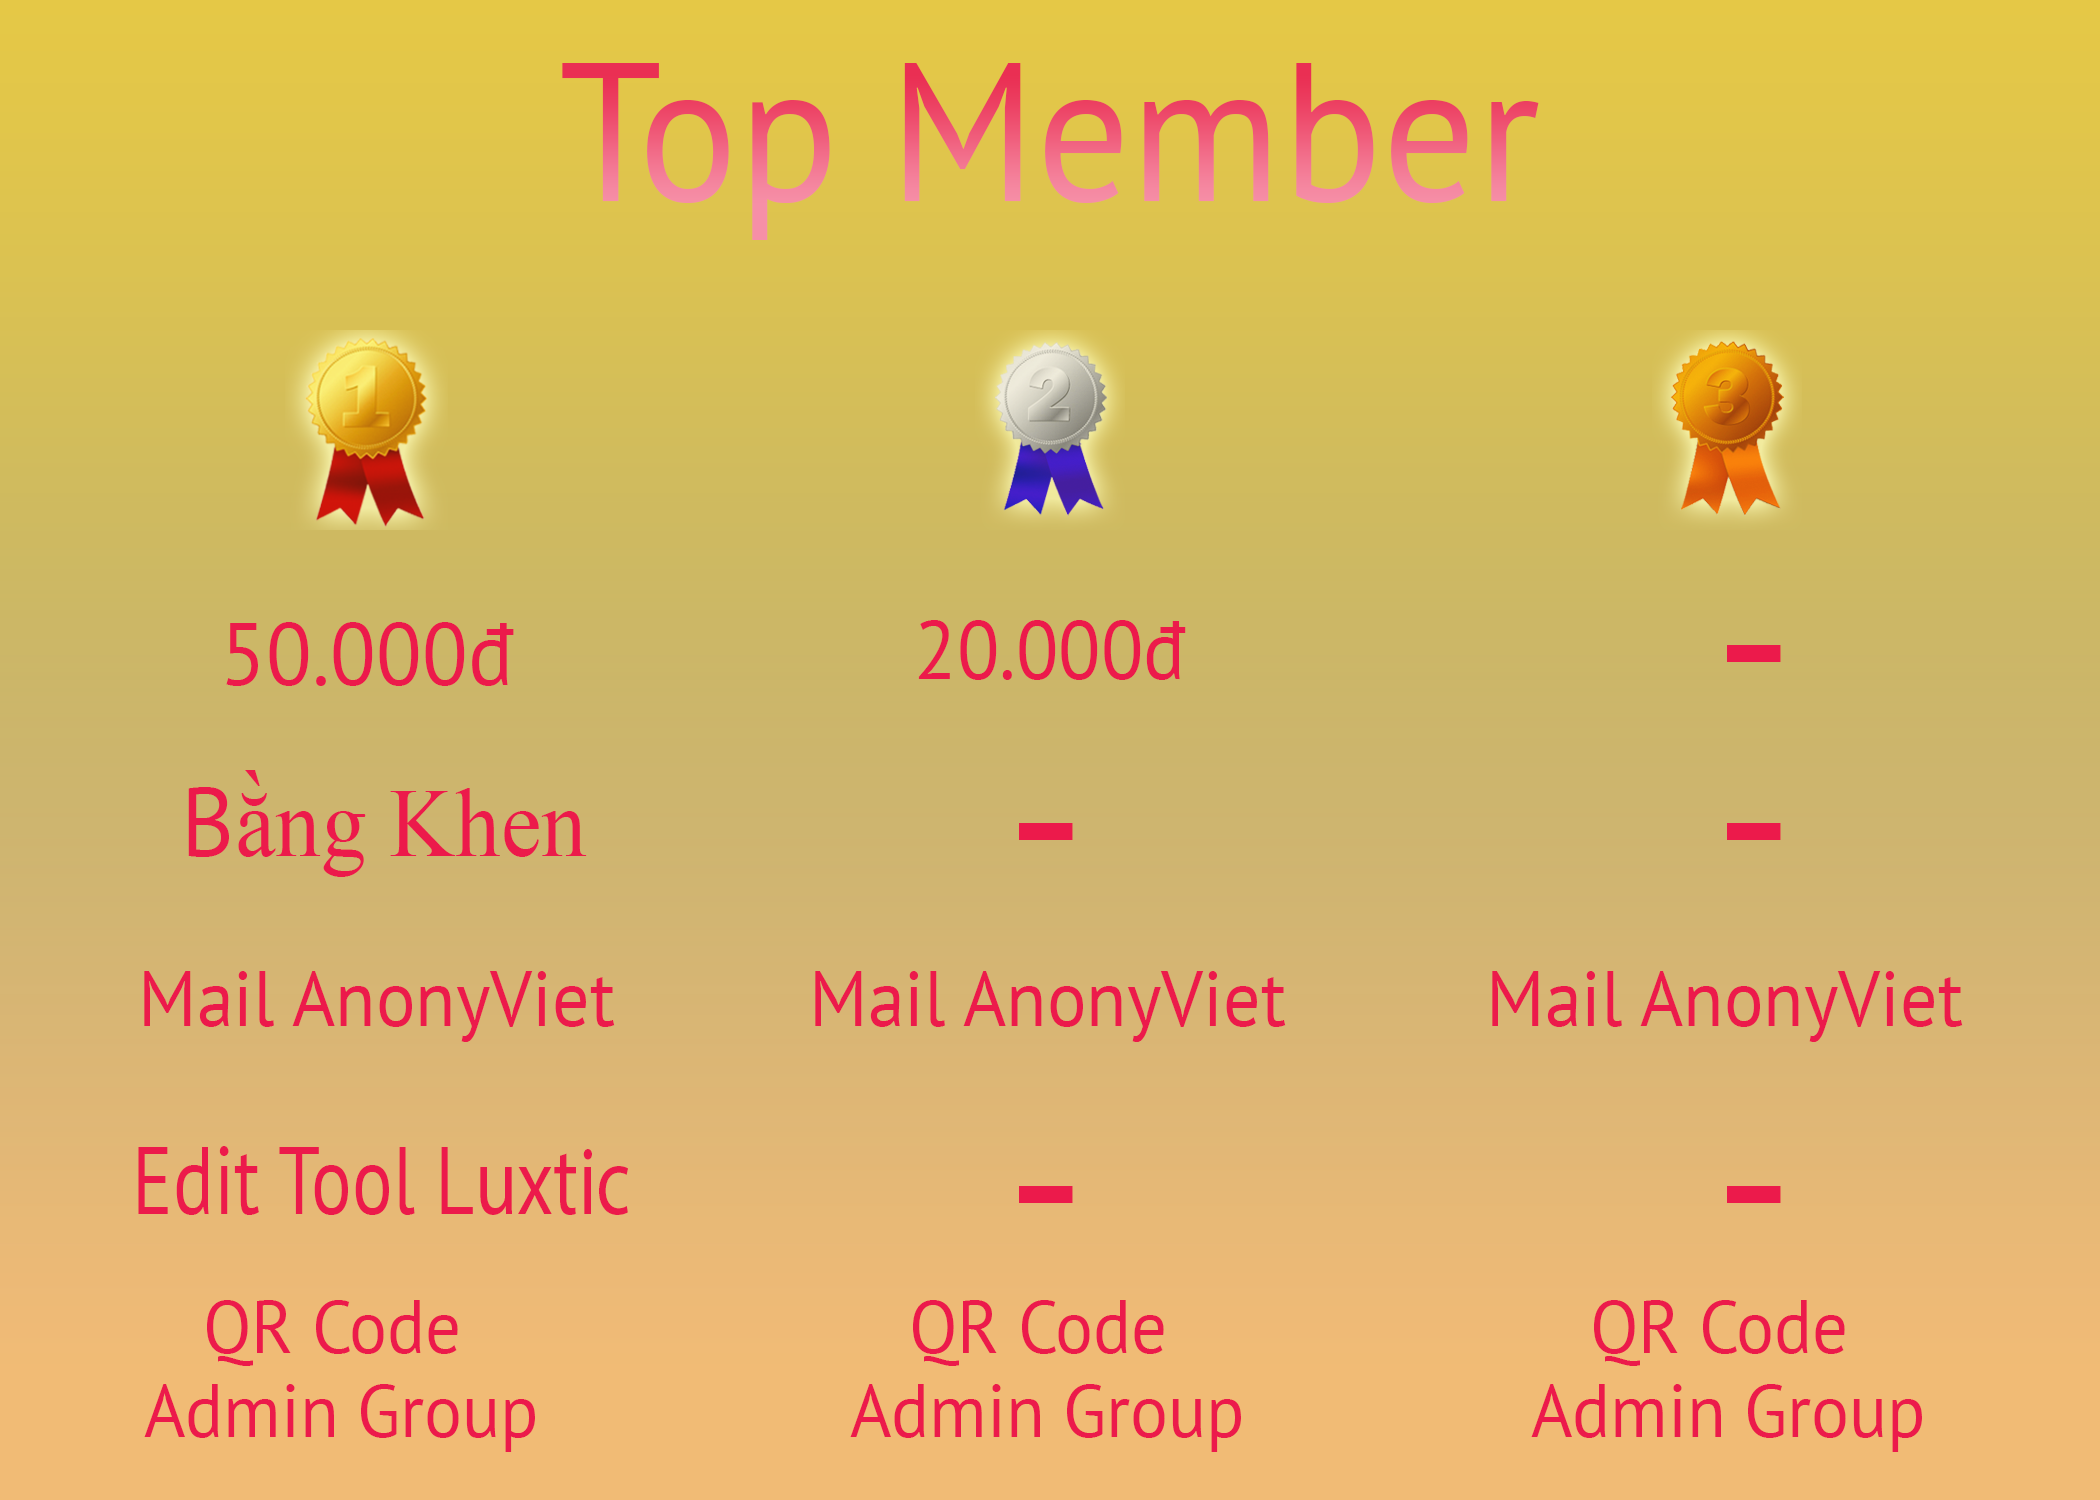 Top Member
1 2 3
50.000đ 20.000đ -
Bằng Khen - -
Mail AnonyViet Mail AnonyViet Mail AnonyViet
Edit Tool Luxtic - -
QR Code QR Code QR Code
Admin Group Admin Group Admin Group